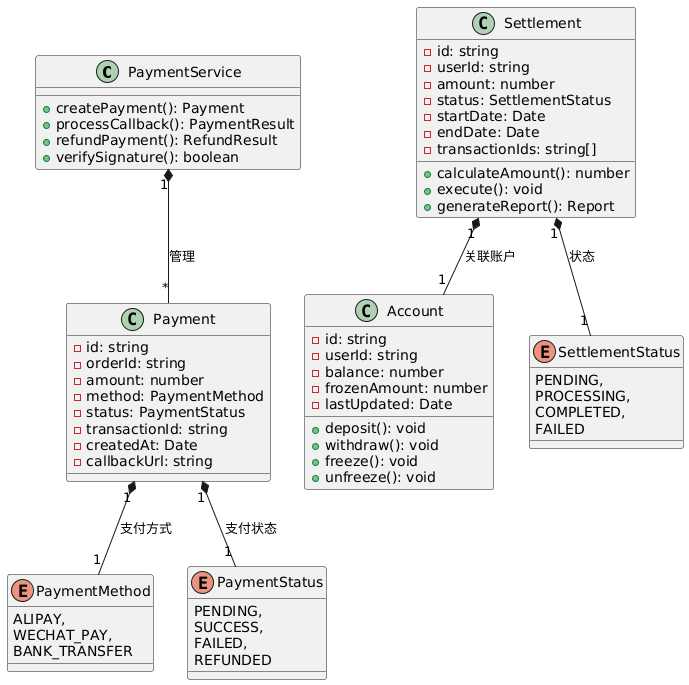 C PaymentService
createPayment(): Payment
processCallback(): PaymentResult
refundPayment(): RefundResult
verifySignature(): boolean
C Settlement
id: string
userId: string
amount: number
status: SettlementStatus
startDate: Date
endDate: Date
transactionIds: string[]
calculateAmount(): number
execute(): void
generateReport(): Report
1
管理
*
1
关联账户
1
1
状态
1
C Payment
id: string
orderId: string
amount: number
method: PaymentMethod
status: PaymentStatus
transactionId: string
createdAt: Date
callbackUrl: string
C Account
id: string
userId: string
balance: number
frozenAmount: number
lastUpdated: Date
deposit(): void
withdraw(): void
freeze(): void
unfreeze(): void
E SettlementStatus
PENDING,
PROCESSING,
COMPLETED,
FAILED
1
支付方式
1
1
支付状态
1
E PaymentMethod
ALIPAY,
WECHAT_PAY,
BANK_TRANSFER
E PaymentStatus
PENDING,
SUCCESS,
FAILED,
REFUNDED